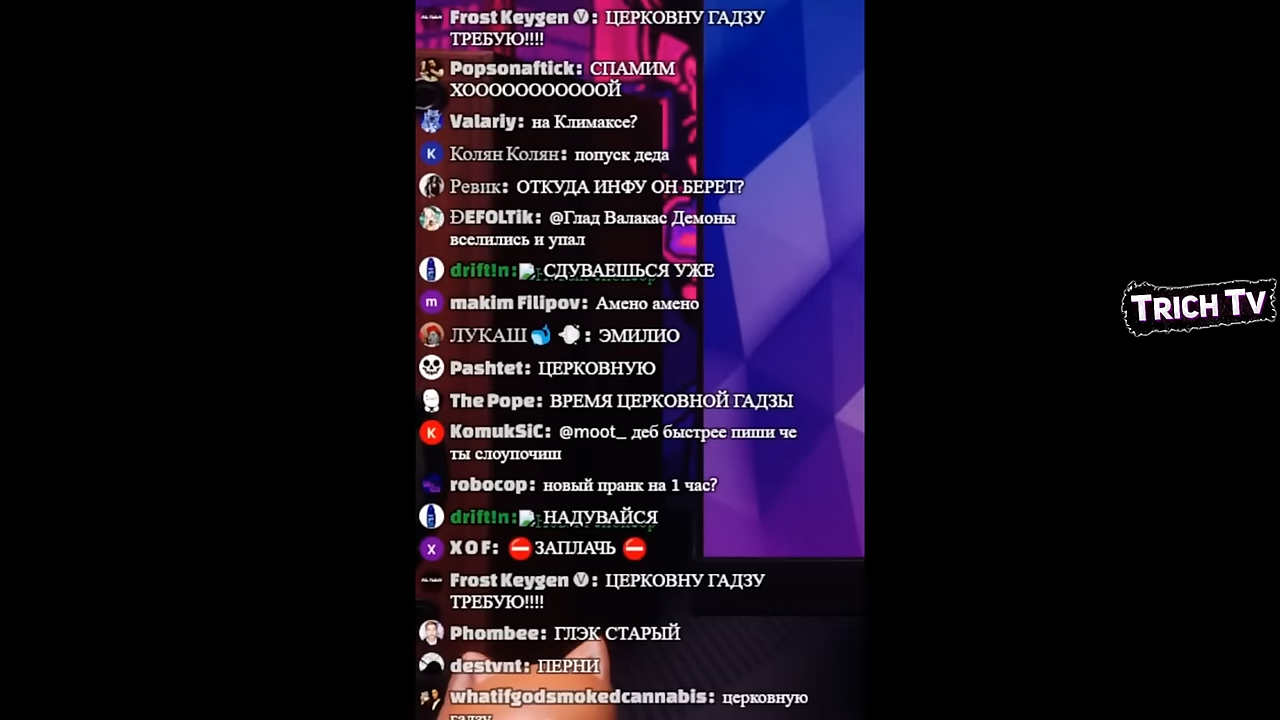 Frost Keygen Ⓥ: ЦЕРКОВНУ ГАДЗУ
ТРЕБУЮ!!!!
Popsonaftick: СПАМИМ
ХОООООООООООЙ
Valariy: на Климаксе?
К
Колян Колян: попуск деда
Ревик: ОТКУДА ИНФУ ОН БЕРЕТ?
ĐEFOLTik: @Глад Валакас Демоны
вселились и упал
drift!n: СДУВАЕШЬСЯ УЖЕ
m
makim Filipov: Амено амено
ЛУКАШ: ЭМИЛИО
Pashtet: ЦЕРКОВНУЮ
The Pope: ВРЕМЯ ЦЕРКОВНОЙ ГАДЗЫ
K
KomukSiC: @moot_ деб быстрее пиши че
ты слоупочиш
robocop: новый пранк на 1 час?
drift!n: НАДУВАЙСЯ
X
X O F: ⛔ЗАПЛАЧЬ ⛔
Frost Keygen Ⓥ: ЦЕРКОВНУ ГАДЗУ
ТРЕБУЮ!!!!
Phombee: ГЛЭК СТАРЫЙ
destvnt: ПЕРНИ
whatifgodsmokedcannabis: церковную
гадзу
TRICH TV